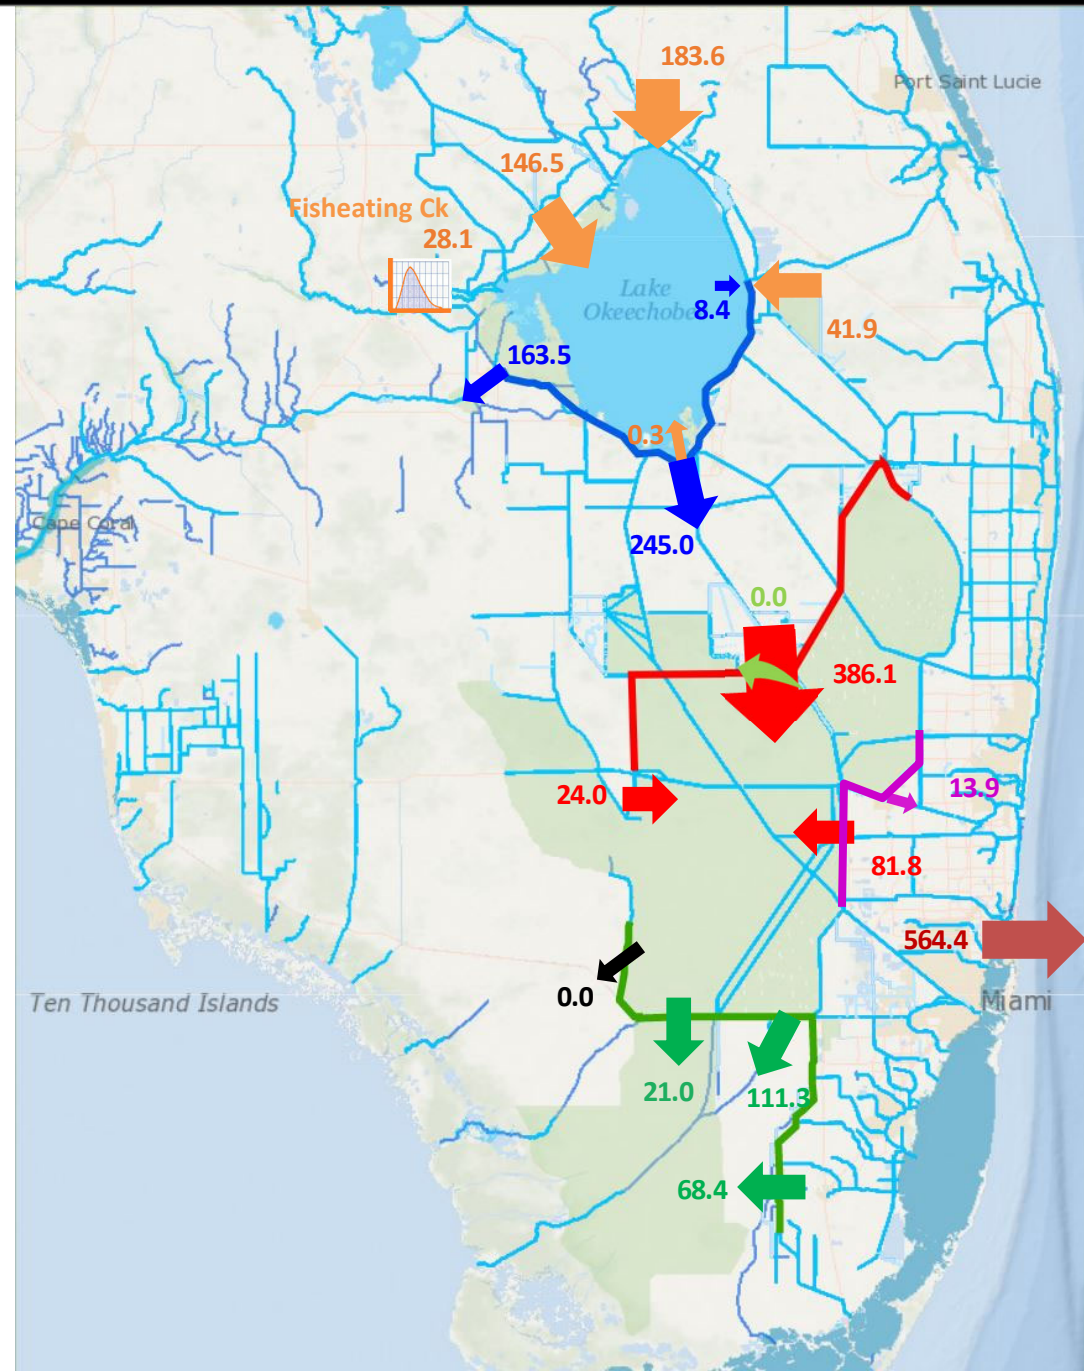 183.6
Port Saint Lucie
146.5
Fisheating Ck
28.1
Lake
Okeechobe
8.4
41.9
163.5
0.3
Cape Coral
245.0
0.0
386.1
24.0
13.9
81.8
564.4
0.0
Ten Thousand Islands
Miami
21.0
111.3
68.4